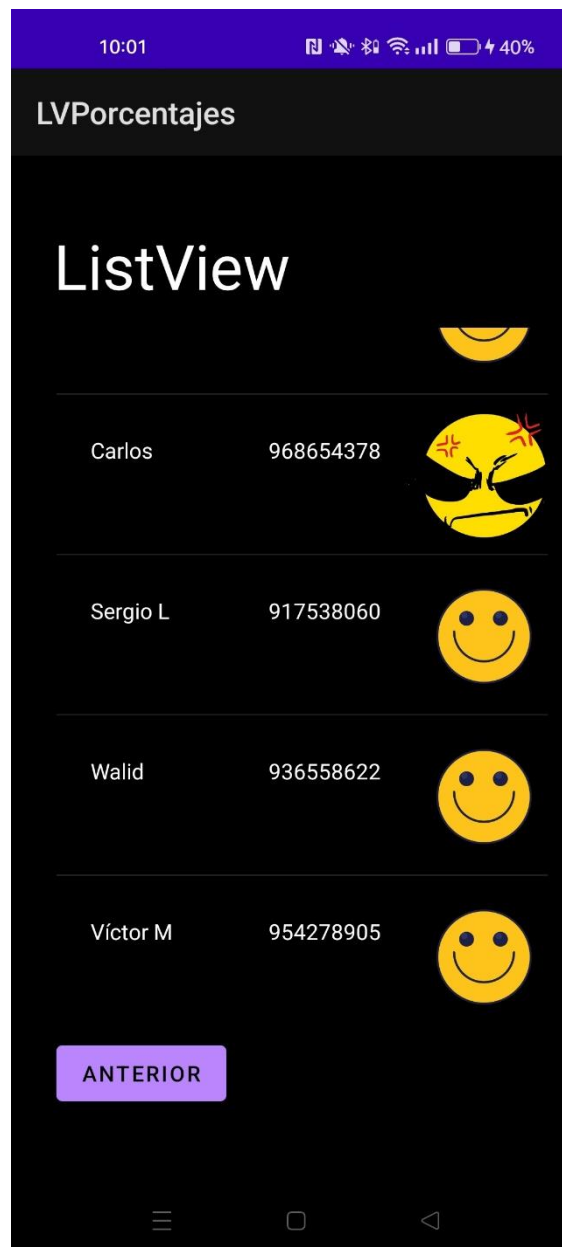 10:01 40%
LVPorcentajes
ListView
Carlos 968654378
Sergio L 917538060
Walid 936558622
Víctor M 954278905
ANTERIOR